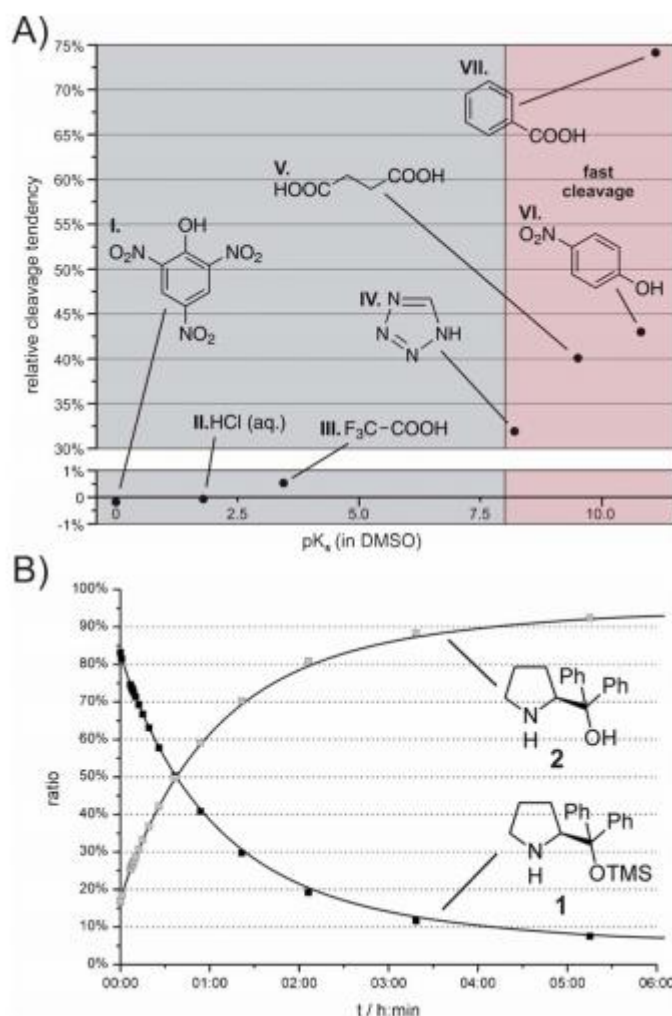 A)
75%
70%
65%
60%
55%
50%
45%
40%
35%
30%
1%
0
-1%
relative cleavage tendency
VII.
COOH
V.
HOOC
COOH
fast
cleavage
I.
OH
O₂N
NO₂
NO₂
VI.
O₂N
OH
IV.
N
N
N
NH
II. HCl (aq.)
III. F₃C–COOH
0
2.5
5.0
7.5
10.0
pKₐ (in DMSO)
B)
100%
90%
80%
70%
60%
50%
40%
30%
20%
10%
0%
ratio
Ph
Ph
N
H
OH
2
Ph
Ph
N
H
OTMS
1
00:00
01:00
02:00
03:00
04:00
05:00
06:00
t / h:min